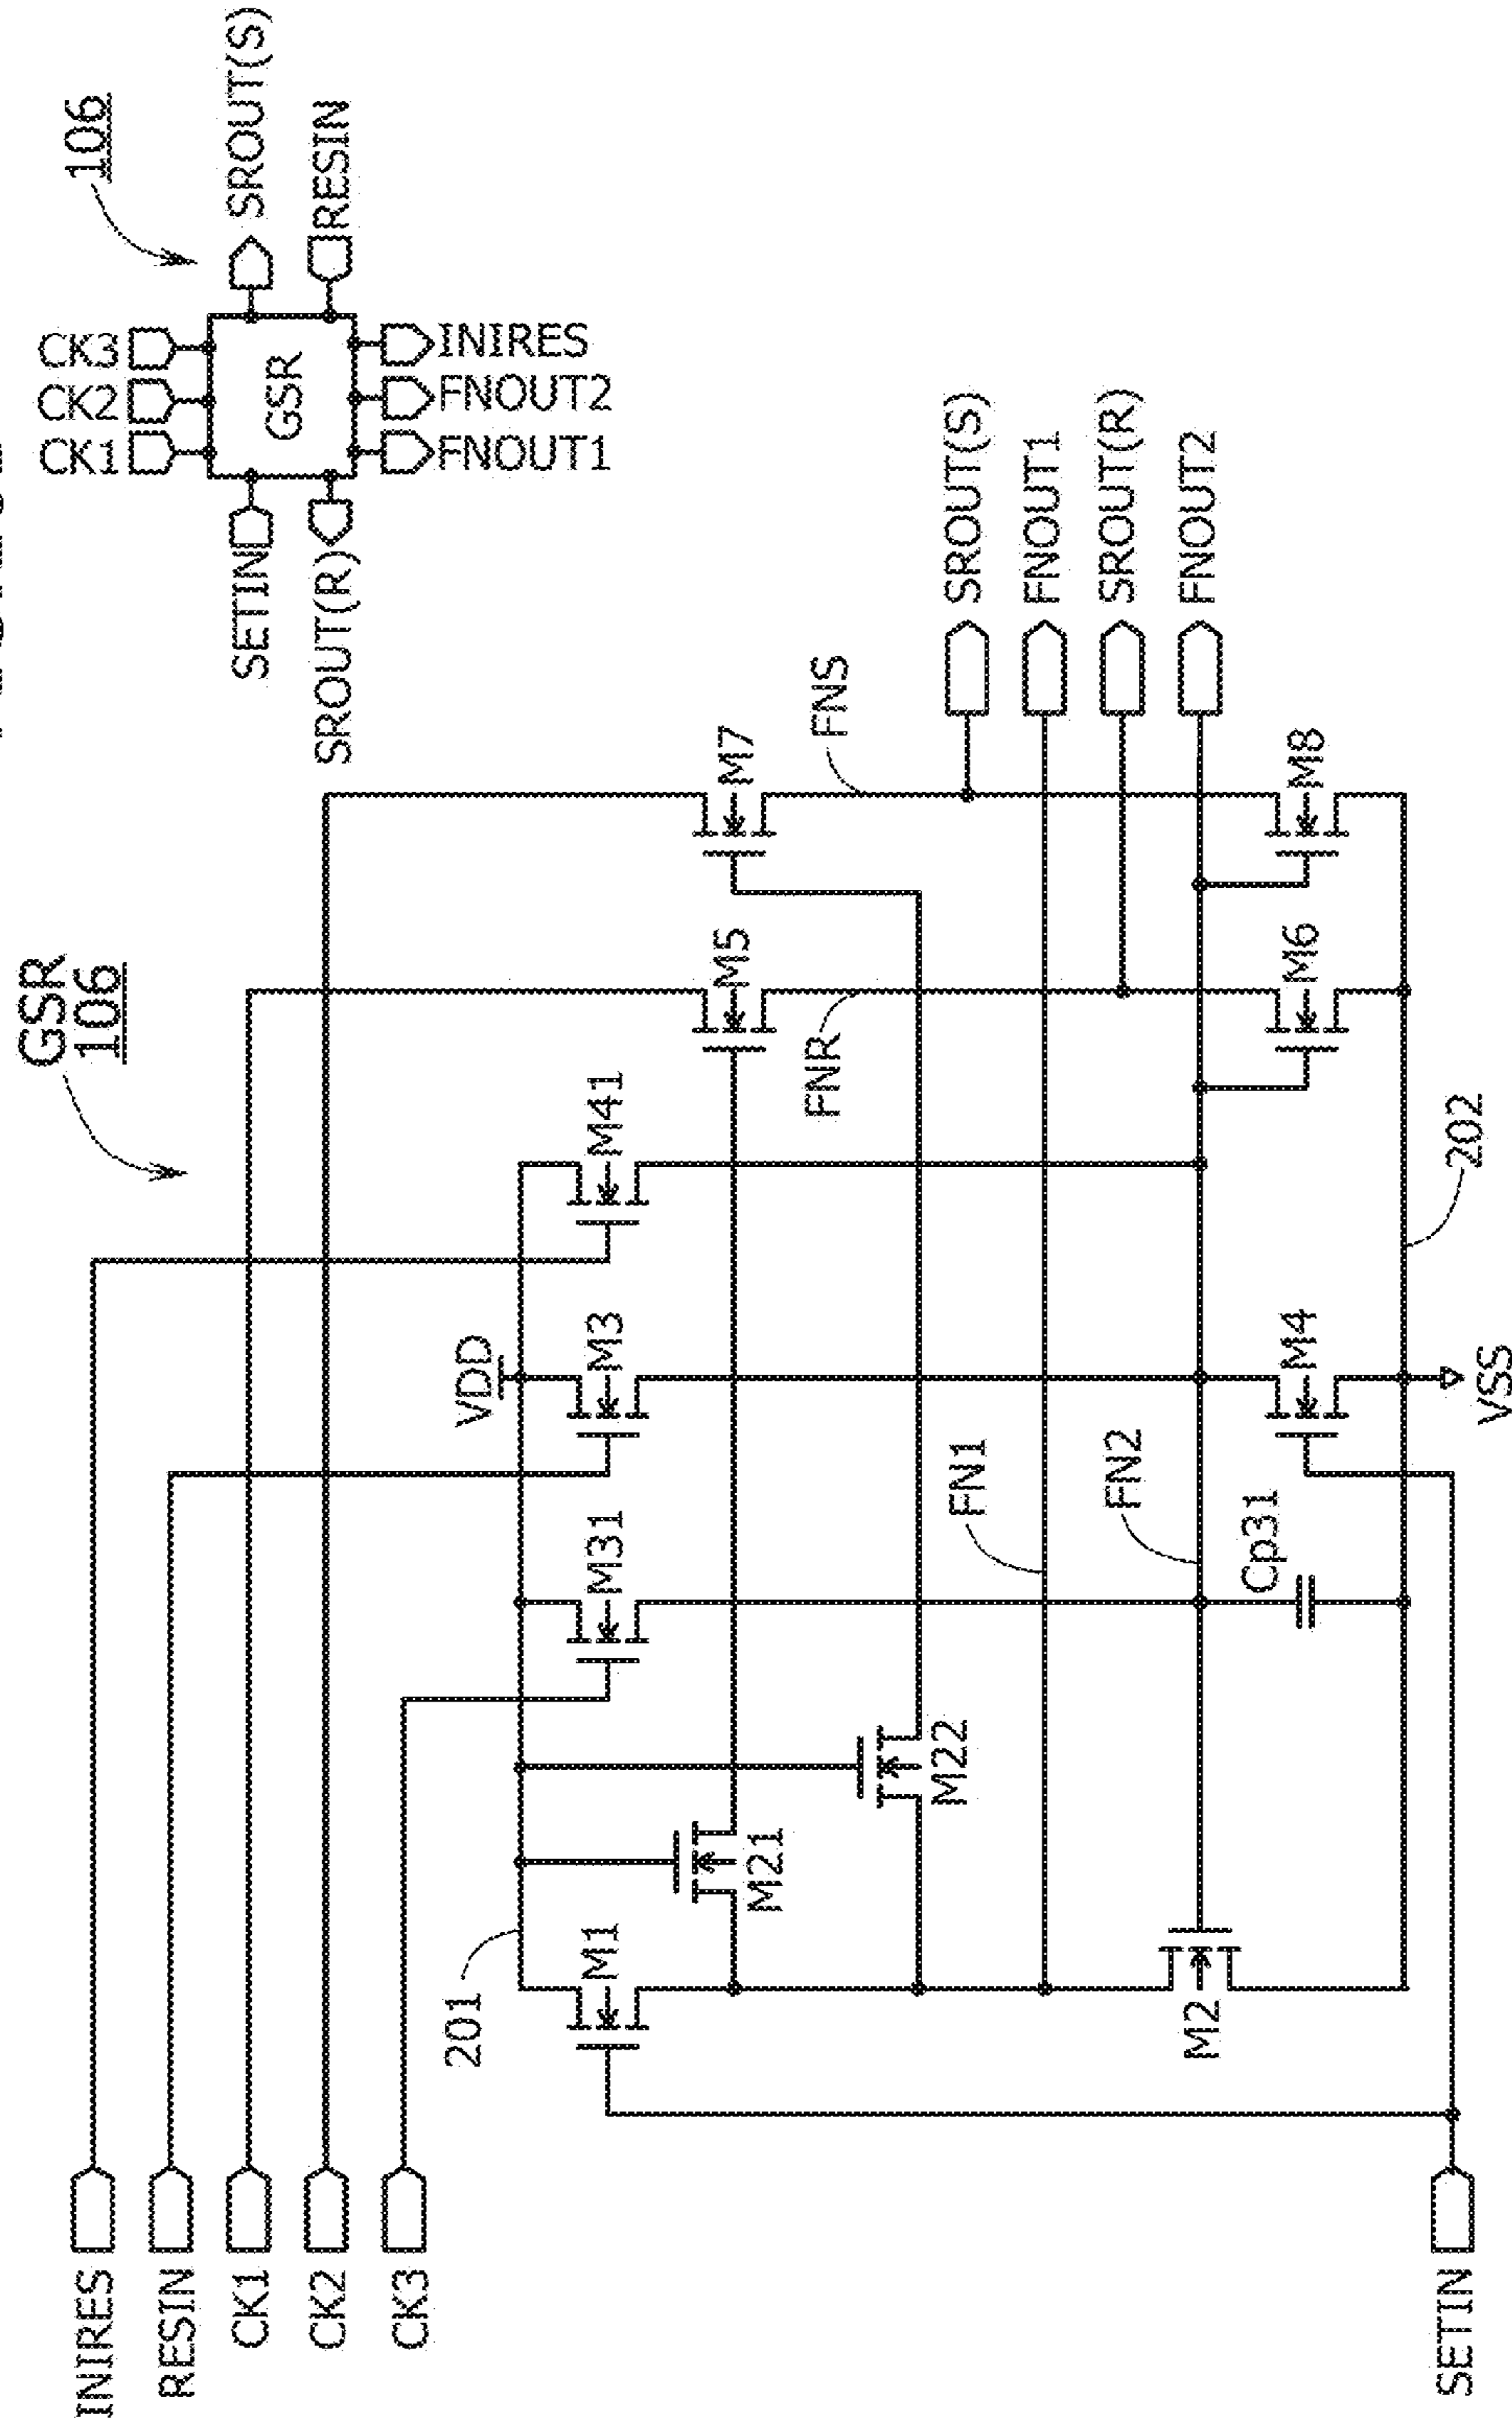 106
CK1
CK2
CK3
SETIN
SROUT(S)
GSR
SROUT(R)
RESIN
FNOUT1
FNOUT2
INIRES
GSR
106
INIRES
RESIN
CK1
CK2
CK3
201
VDD
M1
M31
M3
M41
M21
M5
M7
M22
FNR
FNS
FN1
SROUT(S)
FNOUT1
FN2
SROUT(R)
FNOUT2
M2
Cp31
M4
M6
M8
202
SETIN
VSS